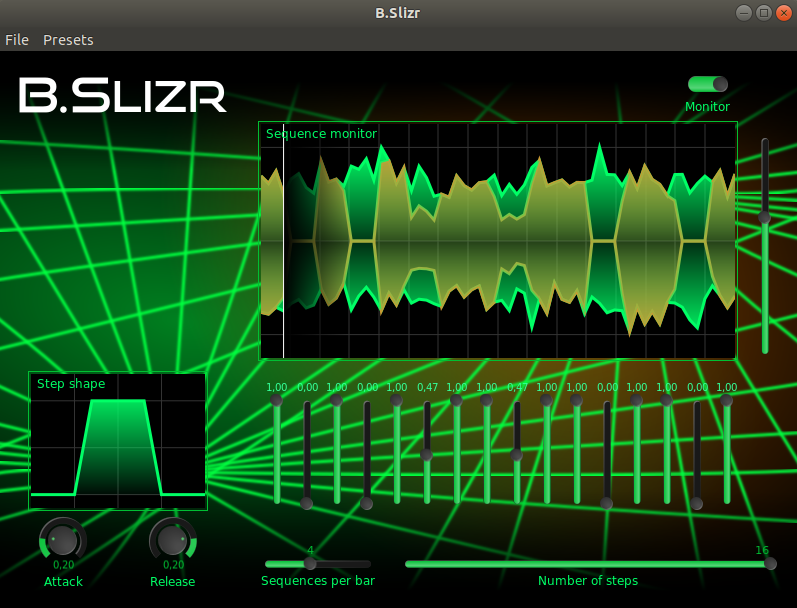 B.Slizr
File Presets
B.SLIZR
Monitor
Sequence monitor
Step shape
1,00 0,00 1,00 0,00 1,00 0,47 1,00 1,00 0,47 1,00 1,00 0,00 1,00 1,00 0,00 1,00
0,20 0,20
Attack Release
4 16
Sequences per bar Number of steps